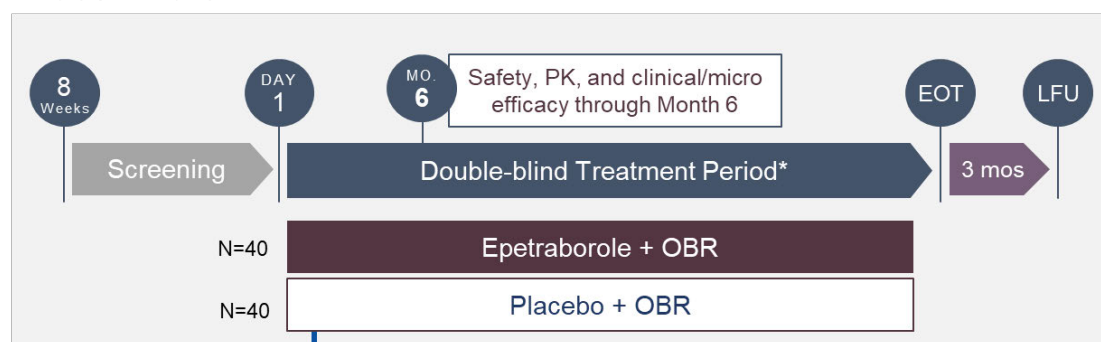 8
Weeks
DAY
1
MO.
6
Safety, PK, and clinical/micro
efficacy through Month 6
EOT
LFU
Screening
Double-blind Treatment Period*
3 mos
N=40
Epetraborole + OBR
N=40
Placebo + OBR